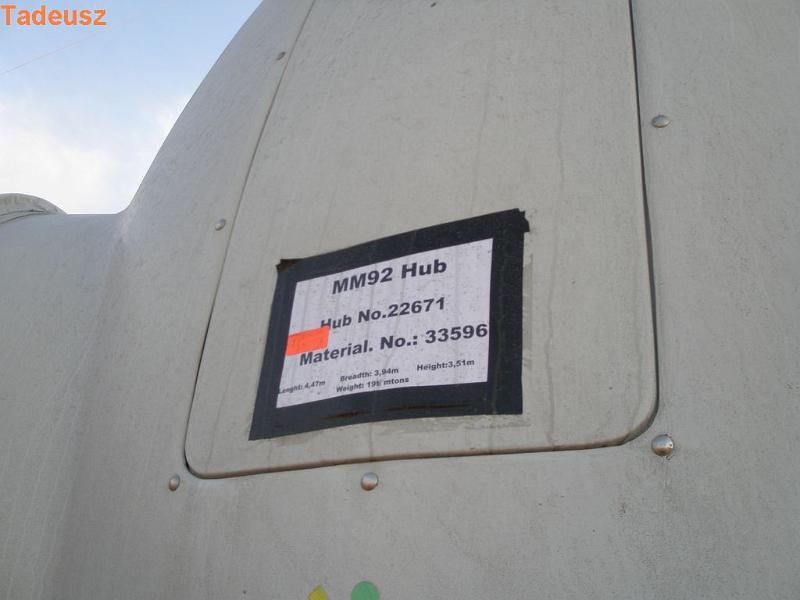 Tadeusz
MM92 Hub
Hub No.22671
Material. No.: 33596
Lenght: 4,47m Breadth: 3,94m Height:3,51m
Weight: mtons